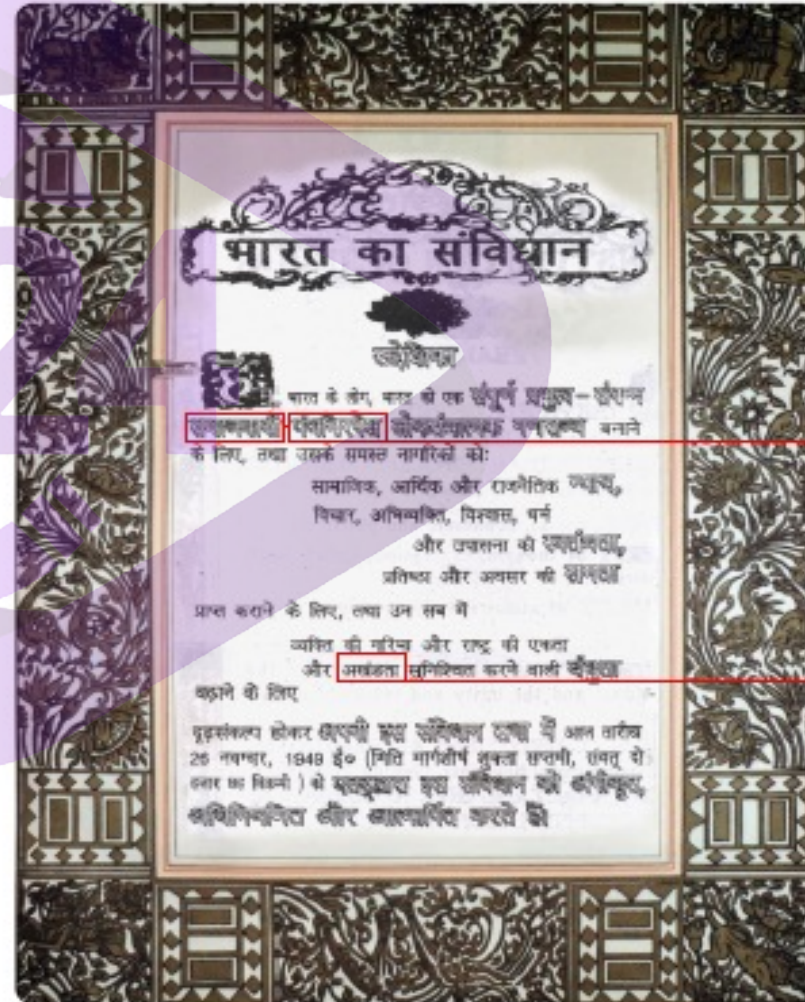 भारत का संविधान
उद्देशिका
भारत के लोग, भारत को एक संपूर्ण प्रभुत्व-संपन्न
समाजवादी पंथनिरपेक्ष लोकतंत्रात्मक गणराज्य बनाने
के लिए, तथा उसके समस्त नागरिकों को:
सामाजिक, आर्थिक और राजनैतिक न्याय,
विचार, अभिव्यक्ति, विश्वास, धर्म
और उपासना की स्वतंत्रता,
प्रतिष्ठा और अवसर की समता
प्राप्त कराने के लिए, तथा उन सब में
व्यक्ति की गरिमा और राष्ट्र की एकता
और अखंडता सुनिश्चित करने वाली बंधुता
बढ़ाने के लिए
दृढ़संकल्प होकर अपनी इस संविधान सभा में आज तारीख
26 नवम्बर, 1949 ई० (मिति मार्गशीर्ष शुक्ला सप्तमी, संवत् दो
हजार छह विक्रमी ) को एतद्द्वारा इस संविधान को अंगीकृत,
अधिनियमित और आत्मार्पित करते हैं।